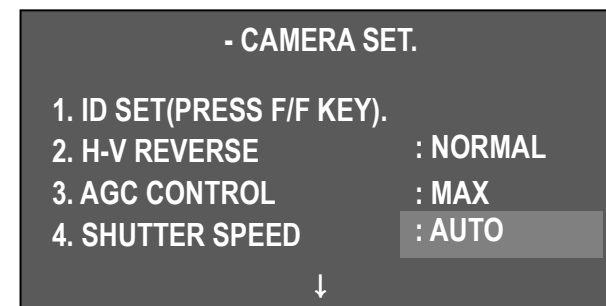 - CAMERA SET.
1. ID SET(PRESS F/F KEY).
2. H-V REVERSE : NORMAL
3. AGC CONTROL : MAX
4. SHUTTER SPEED : AUTO
↓